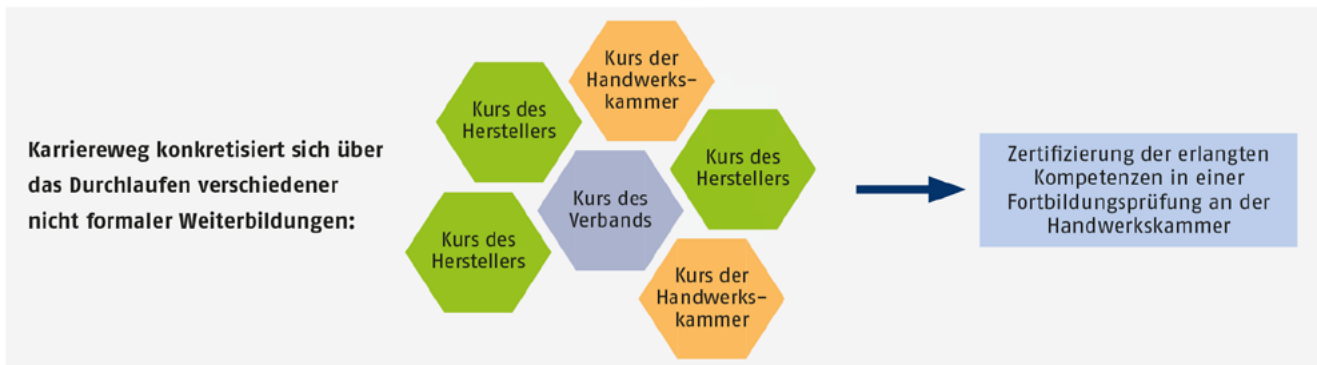 Karriereweg konkretisiert sich über
das Durchlaufen verschiedener
nicht formaler Weiterbildungen:
Kurs des
Herstellers
Kurs der
Handwerks-
kammer
Kurs des
Herstellers
Kurs des
Verbands
Kurs des
Herstellers
Kurs der
Handwerks-
kammer
Zertifizierung der erlangten
Kompetenzen in einer
Fortbildungsprüfung an der
Handwerkskammer